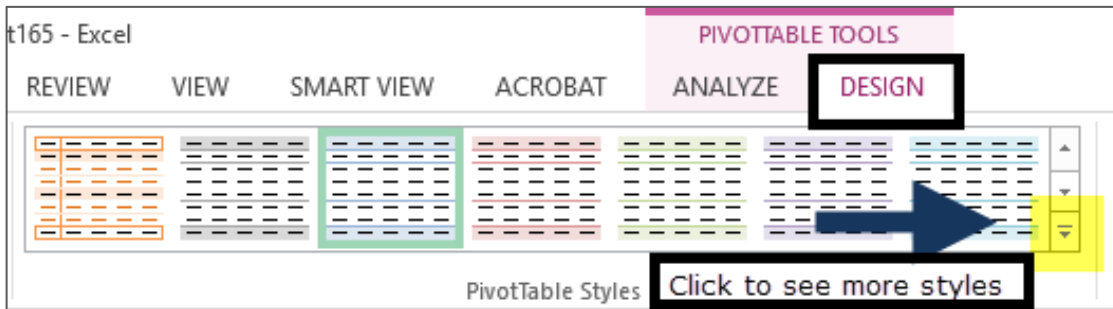 t165 - Excel
PIVOTTABLE TOOLS
REVIEW VIEW SMART VIEW ACROBAT ANALYZE DESIGN
PivotTable Styles
Click to see more styles